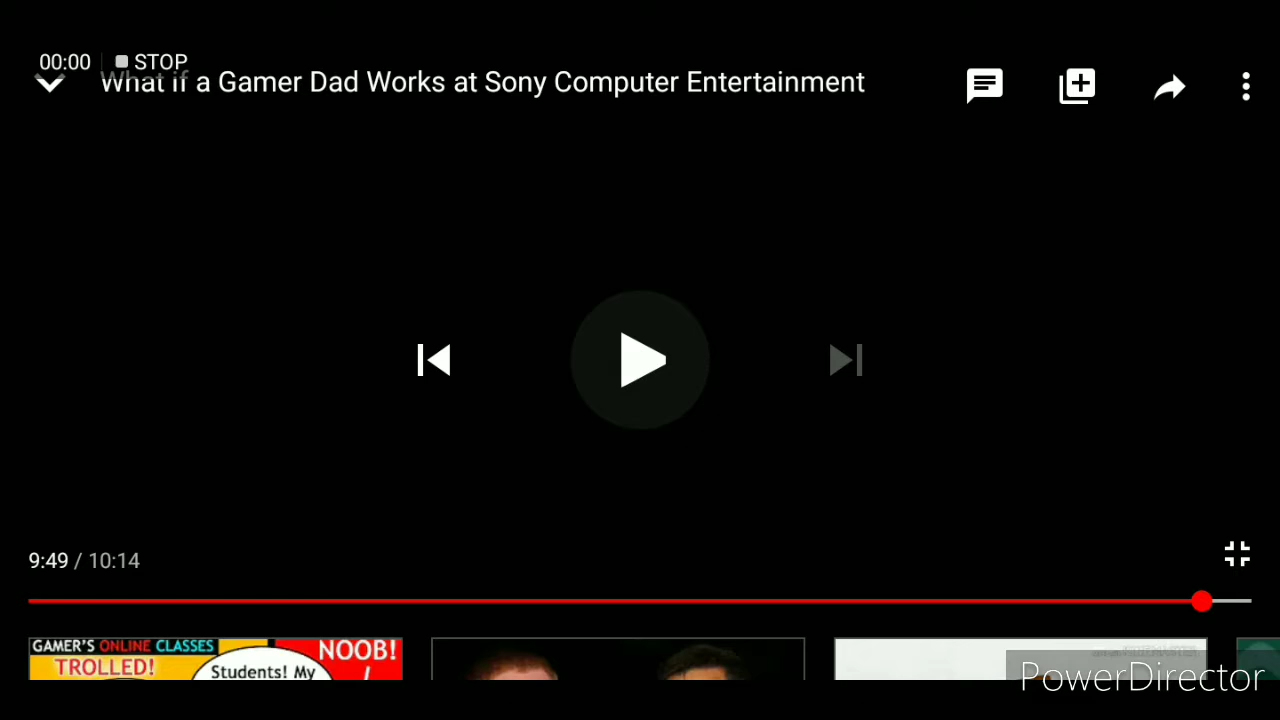 00:00 STOP
What if a Gamer Dad Works at Sony Computer Entertainment
9:49 / 10:14
GAMER'S ONLINE CLASSES
NOOB!
TROLLED!
Students! My
PowerDirector